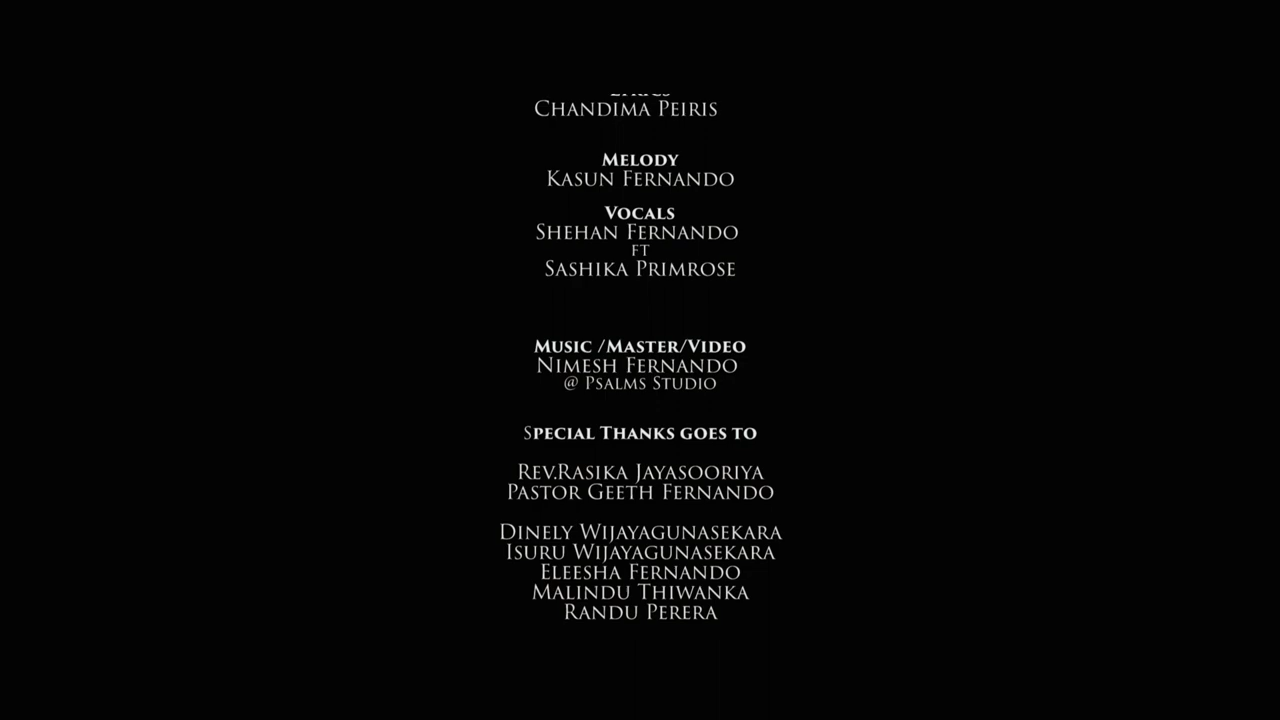 Lyrics
Chandima Peiris
Melody
Kasun Fernando
Vocals
Shehan Fernando
ft
Sashika Primrose
Music /Master/Video
Nimesh Fernando
@ Psalms Studio
Special Thanks goes to
Rev.Rasika Jayasooriya
Pastor Geeth Fernando
Dinely Wijayagunasekara
Isuru Wijayagunasekara
Eleesha Fernando
Malindu Thiwanka
Randu Perera